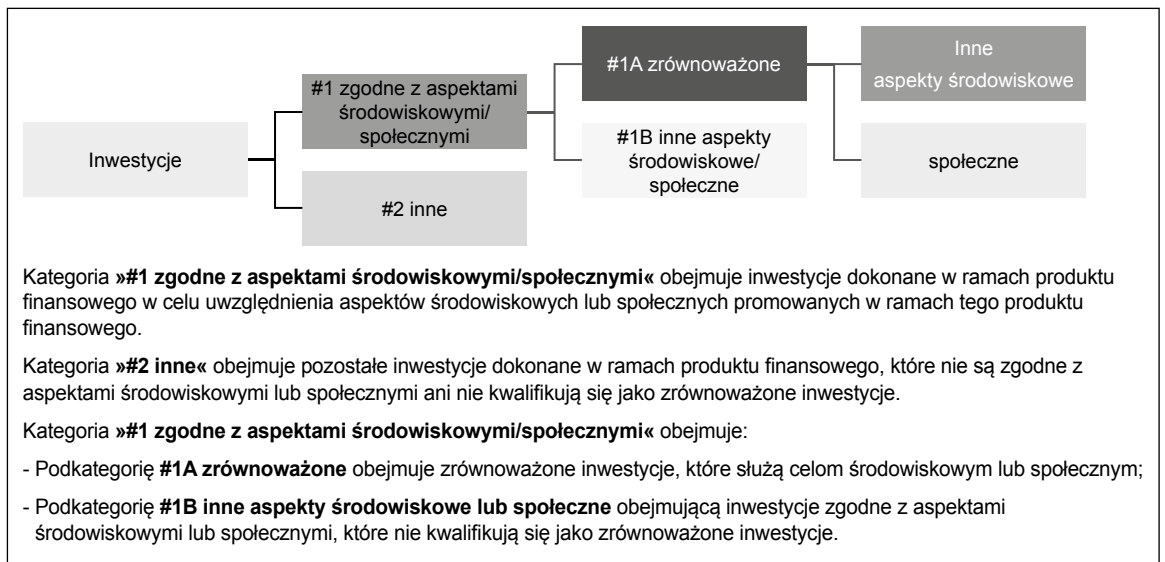 Inwestycje
#1 zgodne z aspektami
środowiskowymi/
społecznymi
#2 inne
#1A zrównoważone
#1B inne aspekty
środowiskowe/
społeczne
Inne
aspekty środowiskowe
społeczne
Kategoria »#1 zgodne z aspektami środowiskowymi/społecznymi« obejmuje inwestycje dokonane w ramach produktu
finansowego w celu uwzględnienia aspektów środowiskowych lub społecznych promowanych w ramach tego produktu
finansowego.
Kategoria »#2 inne« obejmuje pozostałe inwestycje dokonane w ramach produktu finansowego, które nie są zgodne z
aspektami środowiskowymi lub społecznymi ani nie kwalifikują się jako zrównoważone inwestycje.
Kategoria »#1 zgodne z aspektami środowiskowymi/społecznymi« obejmuje:
- Podkategorię #1A zrównoważone obejmuje zrównoważone inwestycje, które służą celom środowiskowym lub społecznym;
- Podkategorię #1B inne aspekty środowiskowe lub społeczne obejmującą inwestycje zgodne z aspektami
środowiskowymi lub społecznymi, które nie kwalifikują się jako zrównoważone inwestycje.